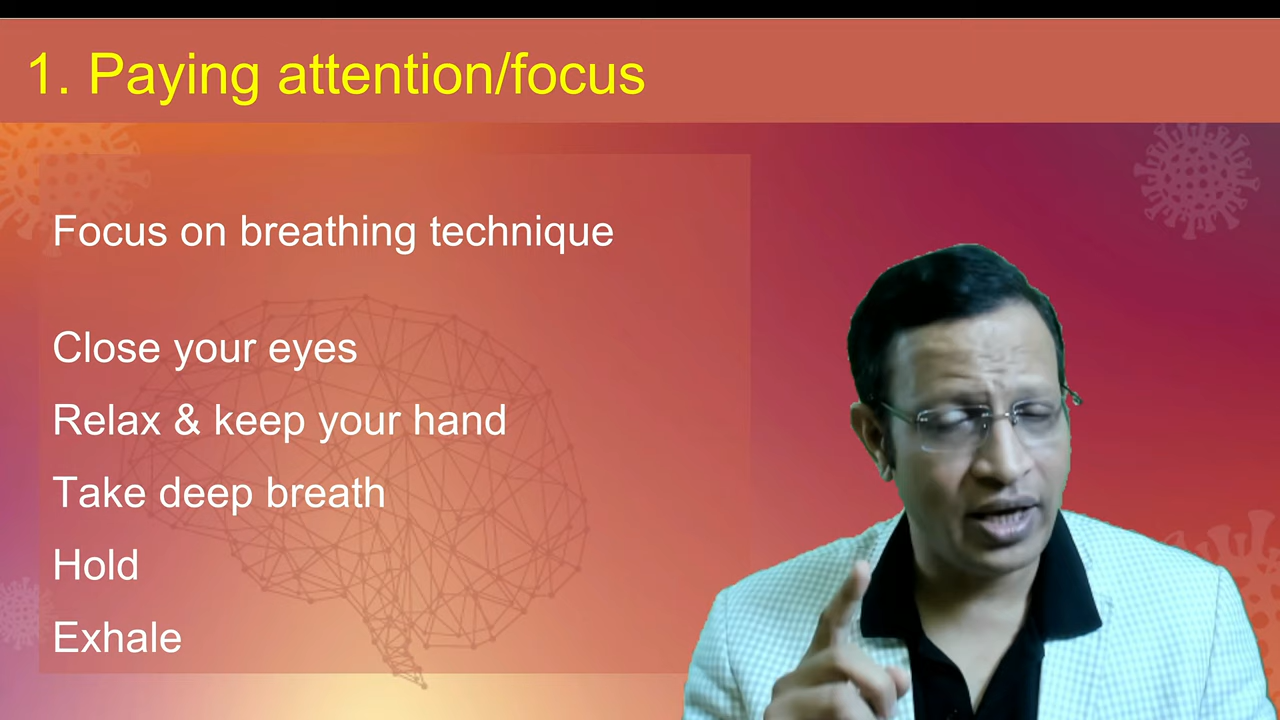 1. Paying attention/focus
Focus on breathing technique
Close your eyes
Relax & keep your hand
Take deep breath
Hold
Exhale